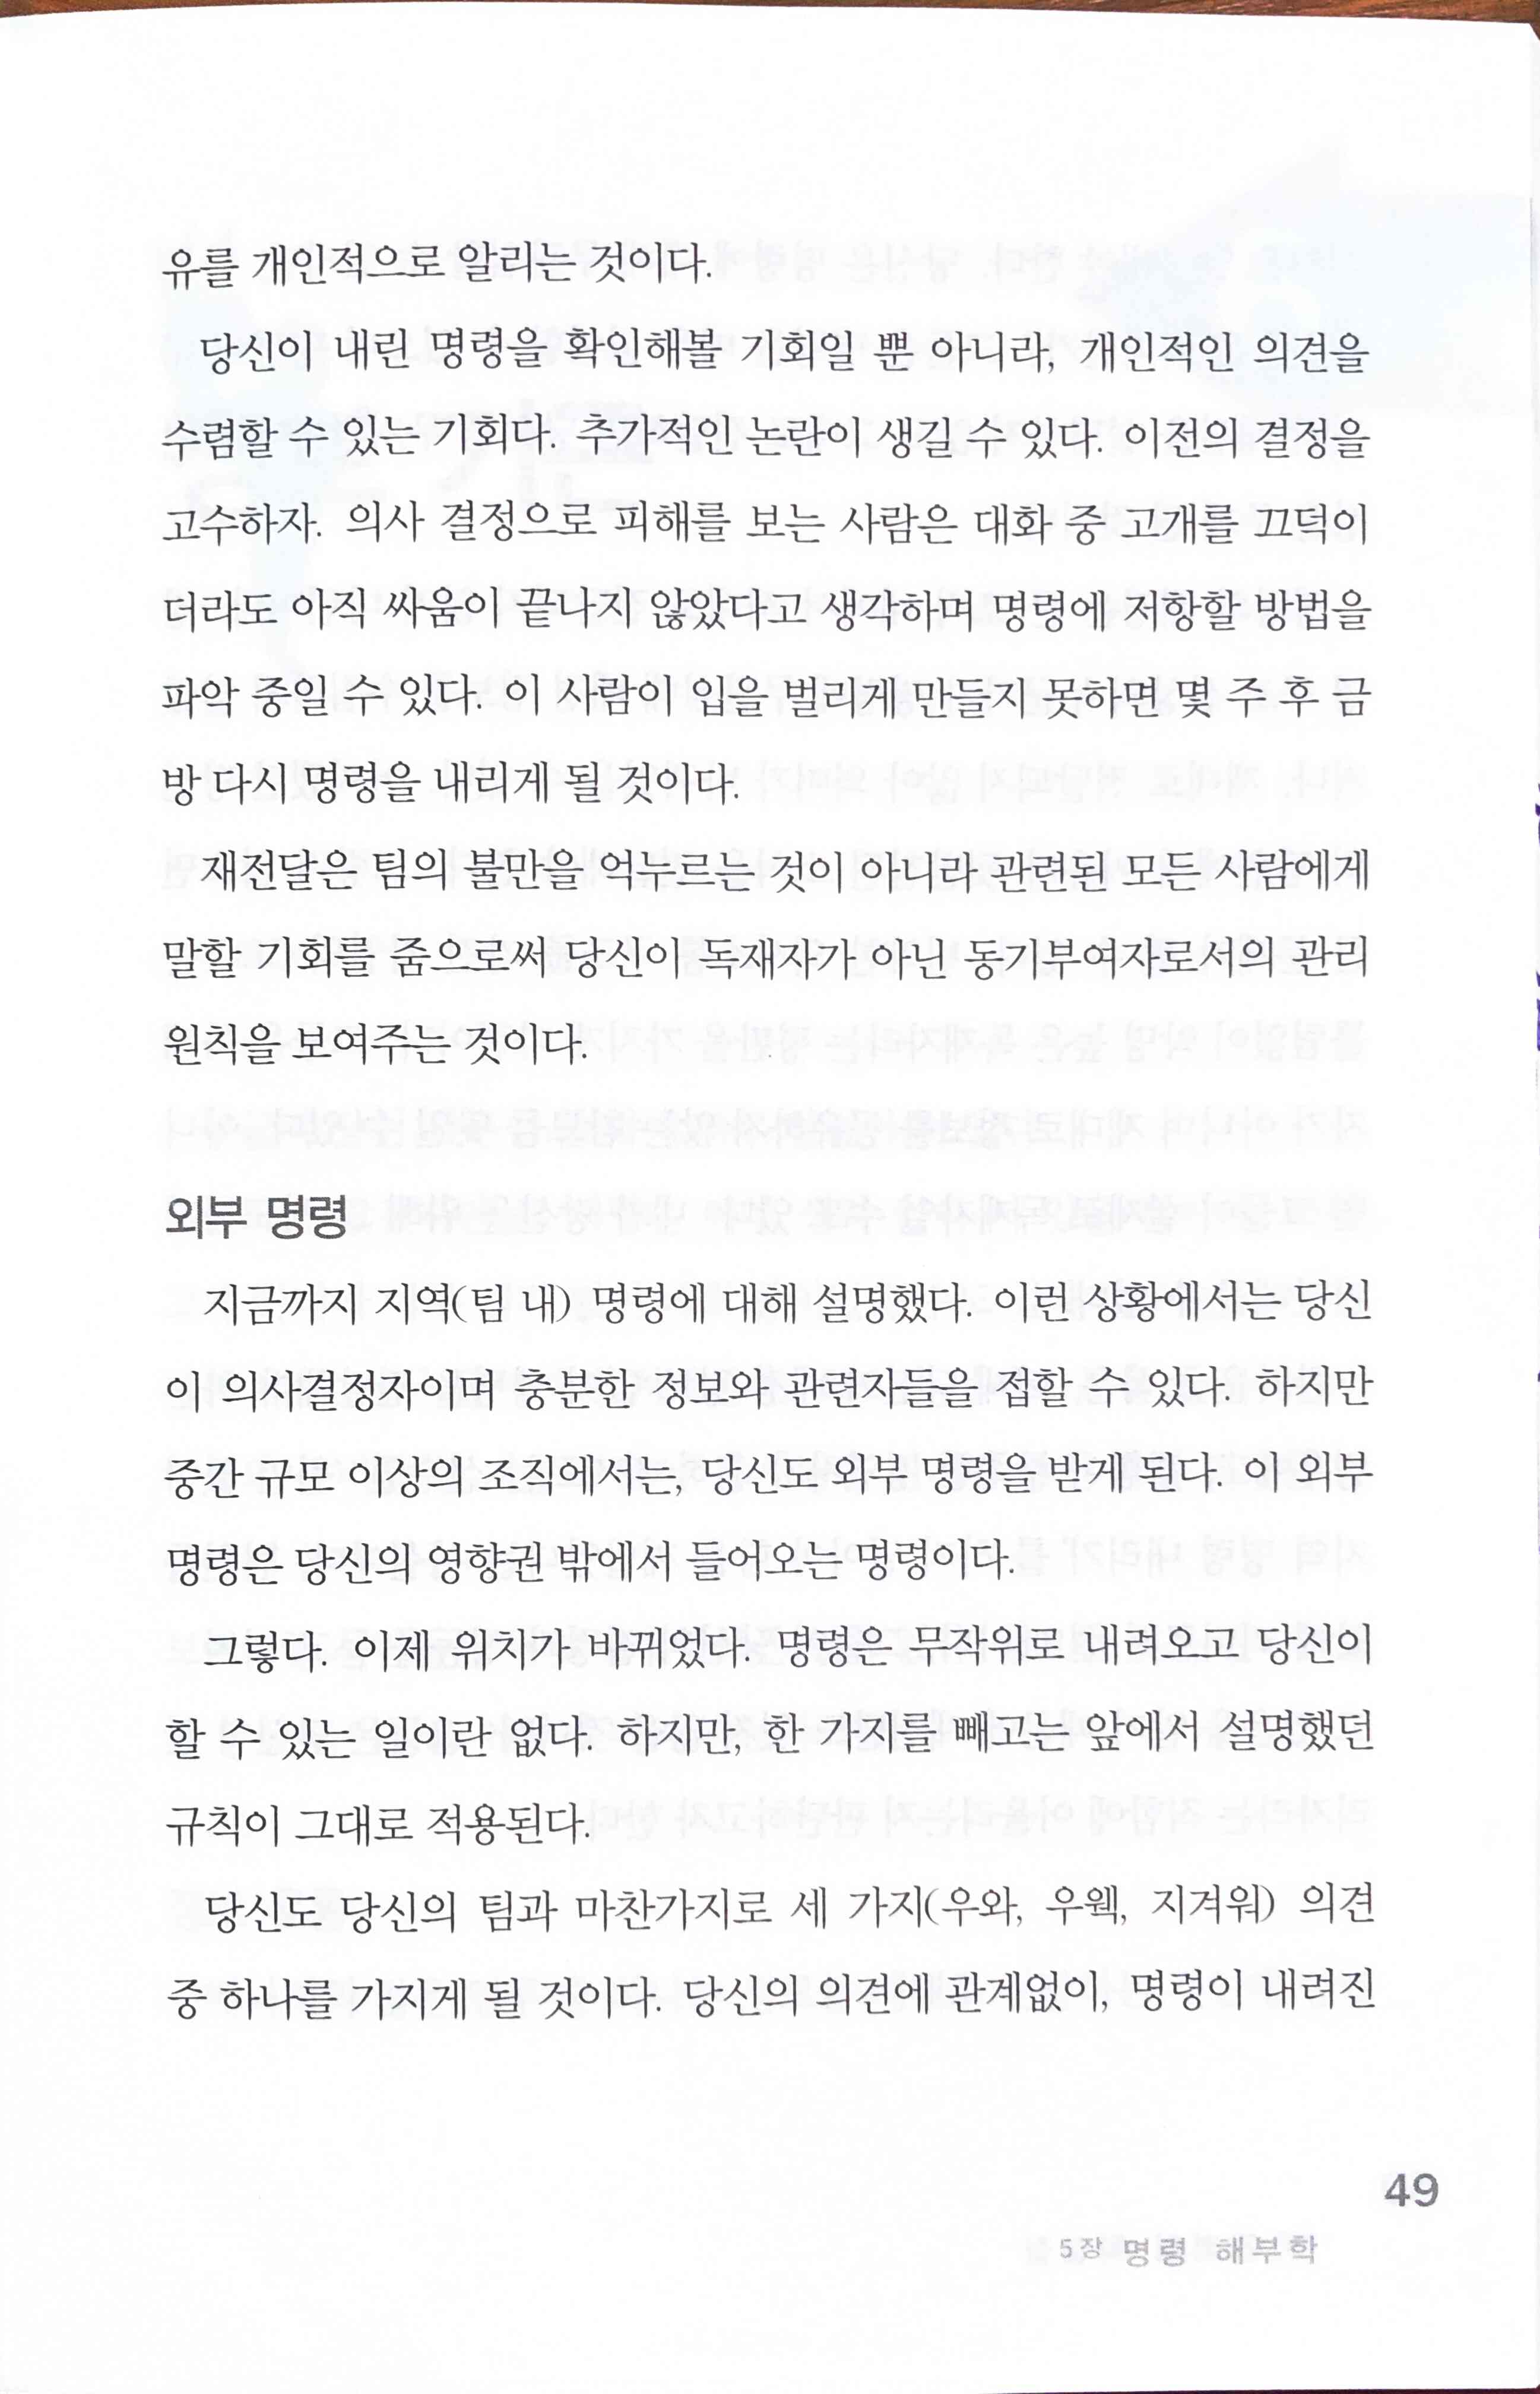 유를 개인적으로 알리는 것이다.
당신이 내린 명령을 확인해볼 기회일 뿐 아니라, 개인적인 의견을
수렴할 수 있는 기회다. 추가적인 논란이 생길 수 있다. 이전의 결정을
고수하자. 의사 결정으로 피해를 보는 사람은 대화 중 고개를 끄덕이
더라도 아직 싸움이 끝나지 않았다고 생각하며 명령에 저항할 방법을
파악 중일 수 있다. 이 사람이 입을 벌리게 만들지 못하면 몇 주 후 금
방 다시 명령을 내리게 될 것이다.
재전달은 팀의 불만을 억누르는 것이 아니라 관련된 모든 사람에게
말할 기회를 줌으로써 당신이 독재자가 아닌 동기부여자로서의 관리
원칙을 보여주는 것이다.
외부 명령
지금까지 지역(팀 내) 명령에 대해 설명했다. 이런 상황에서는 당신
이 의사결정자이며 충분한 정보와 관련자들을 접할 수 있다. 하지만
중간 규모 이상의 조직에서는, 당신도 외부 명령을 받게 된다. 이 외부
명령은 당신의 영향권 밖에서 들어오는 명령이다.
그렇다. 이제 위치가 바뀌었다. 명령은 무작위로 내려오고 당신이
할 수 있는 일이란 없다. 하지만, 한 가지를 빼고는 앞에서 설명했던
규칙이 그대로 적용된다.
당신도 당신의 팀과 마찬가지로 세 가지(우와, 우웩, 지겨워) 의견
중 하나를 가지게 될 것이다. 당신의 의견에 관계없이, 명령이 내려진
49
5장 명령 해부학